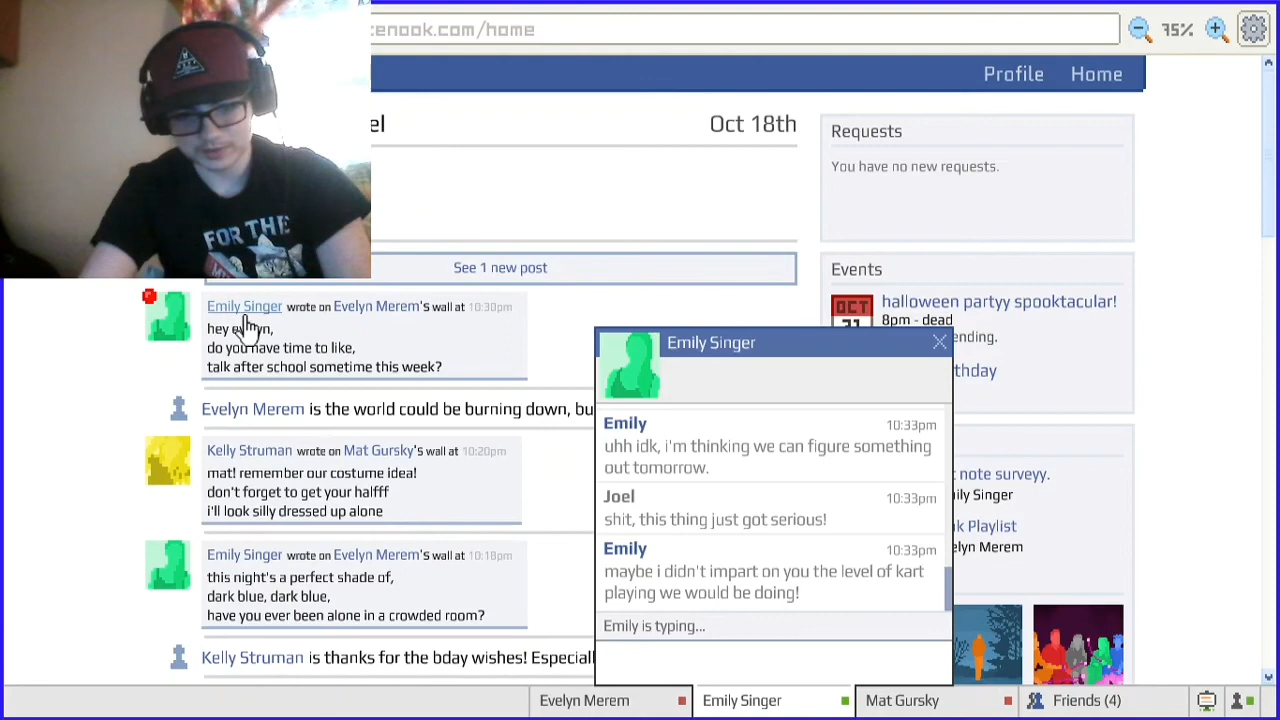 enook.com/home
75%
Profile Home
el Oct 18th
Requests
You have no new requests.
See 1 new post
Events
OCT
31
halloween partyy spooktacular!
8pm - dead
ending.
thday
Emily Singer wrote on Evelyn Merem's wall at 10:30pm
hey
do you have time to like,
talk after school sometime this week?
Evelyn Merem is the world could be burning down, bu
Kelly Struman wrote on Mat Gursky's wall at 10:20pm
mat! remember our costume idea!
don't forget to get your halfff
i'll look silly dressed up alone
Emily Singer wrote on Evelyn Merem's wall at 10:18pm
this night's a perfect shade of,
dark blue, dark blue,
have you ever been alone in a crowded room?
Kelly Struman is thanks for the bday wishes! Especial
Emily Singer
Emily 10:33pm
uhh idk, i'm thinking we can figure something
out tomorrow.
Joel 10:33pm
shit, this thing just got serious!
Emily 10:33pm
maybe i didn't impart on you the level of kart
playing we would be doing!
Emily is typing...
note surveyy.
ily Singer
k Playlist
elyn Merem
FOR THE
Evelyn Merem
Emily Singer
Mat Gursky
Friends (4)